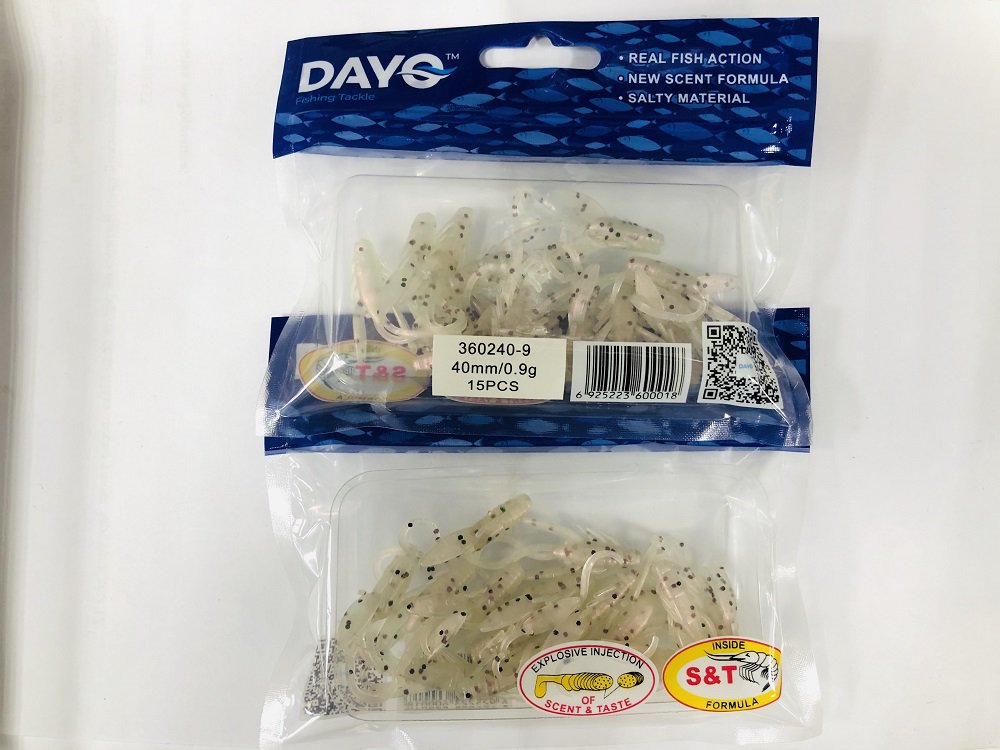 DAYO™
Fishing Tackle
• REAL FISH ACTION
• NEW SCENT FORMULA
• SALTY MATERIAL
S&T
360240-9
40mm/0.9g
15PCS
6 925223 600018
DAYO
EXPLOSIVE INJECTION
OF
SCENT & TASTE
INSIDE
S&T
FORMULA